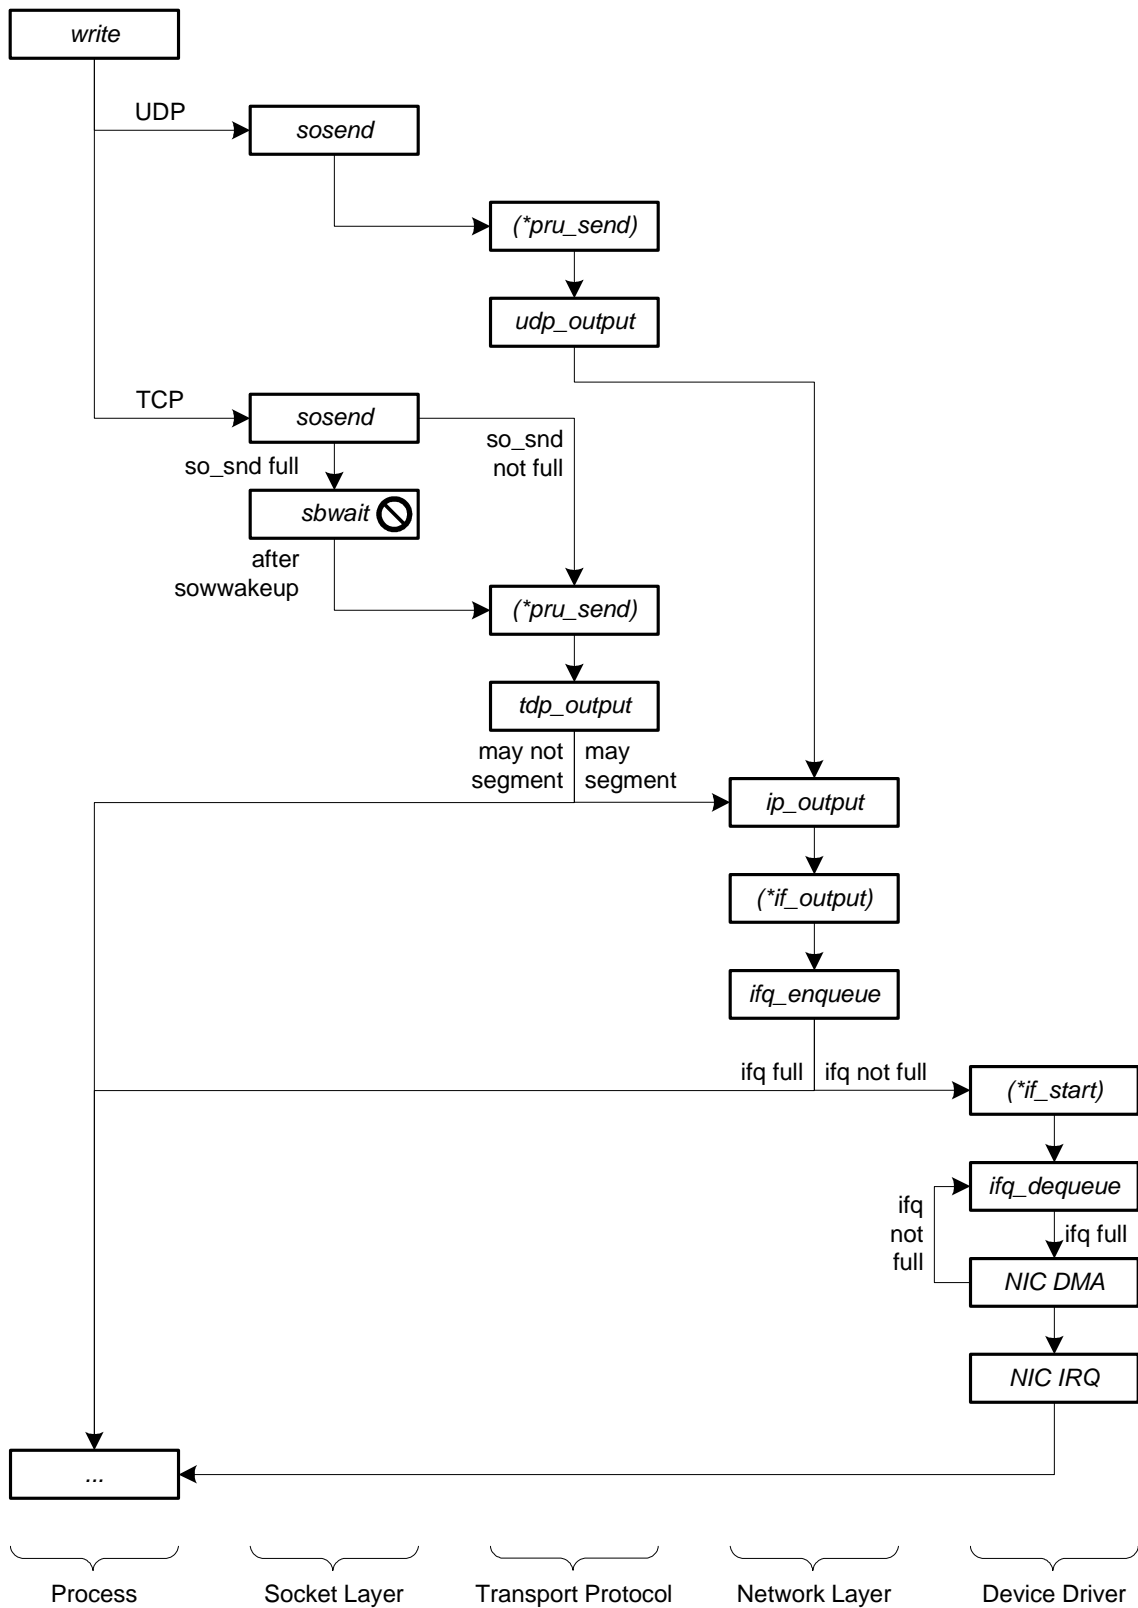 write
UDP
sosend
(*pru_send)
udp_output
TCP
sosend
so_snd full
so_snd
not full
sbwait
after
sowwakeup
(*pru_send)
tdp_output
may not
segment
may
segment
ip_output
(*if_output)
ifq_enqueue
ifq full
ifq not full
(*if_start)
ifq_dequeue
ifq
not
full
ifq full
NIC DMA
NIC IRQ
...
Process
Socket Layer
Transport Protocol
Network Layer
Device Driver